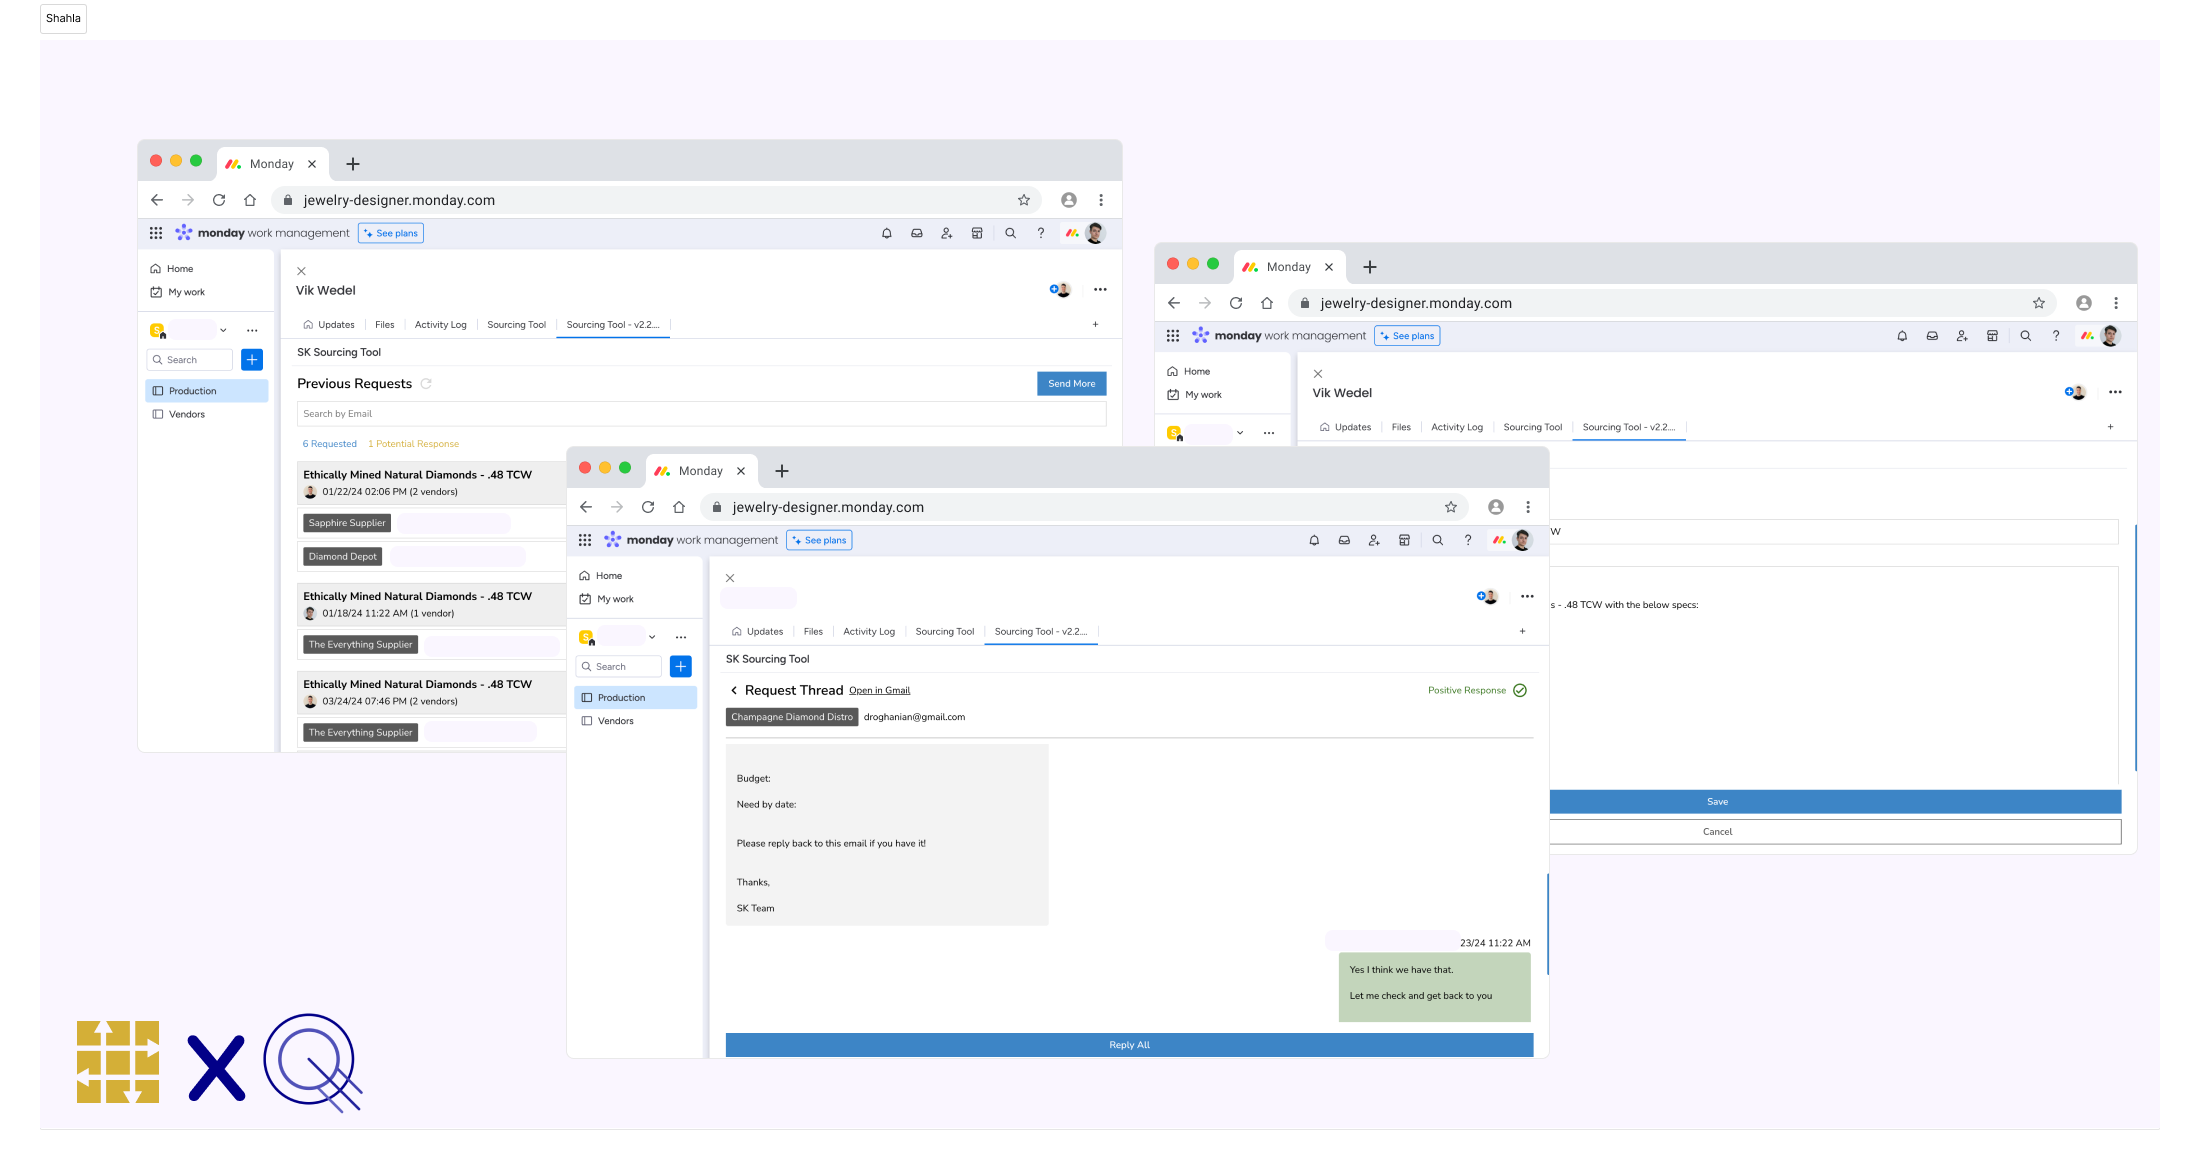 Shahla
Monday
jewelry-designer.monday.com
monday work management
See plans
Home
My work
S
Search
Production
Vendors
Vik Wedel
Updates
Files
Activity Log
Sourcing Tool
Sourcing Tool - v2.2....
SK Sourcing Tool
Previous Requests
Send More
Search by Email
6 Requested
1 Potential Response
Ethically Mined Natural Diamonds - .48 TCW
01/22/24 02:06 PM (2 vendors)
Sapphire Supplier
Diamond Depot
Ethically Mined Natural Diamonds - .48 TCW
01/18/24 11:22 AM (1 vendor)
The Everything Supplier
Ethically Mined Natural Diamonds - .48 TCW
03/24/24 07:46 PM (2 vendors)
The Everything Supplier
Monday
jewelry-designer.monday.com
monday work management
See plans
Home
My work
S
Search
Production
Vendors
Updates
Files
Activity Log
Sourcing Tool
Sourcing Tool - v2.2....
SK Sourcing Tool
Request Thread
Open in Gmail
Positive Response
Champagne Diamond Distro
droghanian@gmail.com
Budget:
Need by date:
Please reply back to this email if you have it!
Thanks,
SK Team
23/24 11:22 AM
Yes I think we have that.
Let me check and get back to you
Reply All
Monday
jewelry-designer.monday.com
monday work management
See plans
Home
My work
S
Vik Wedel
Updates
Files
Activity Log
Sourcing Tool
Sourcing Tool - v2.2....
W
s - .48 TCW with the below specs:
Save
Cancel
x